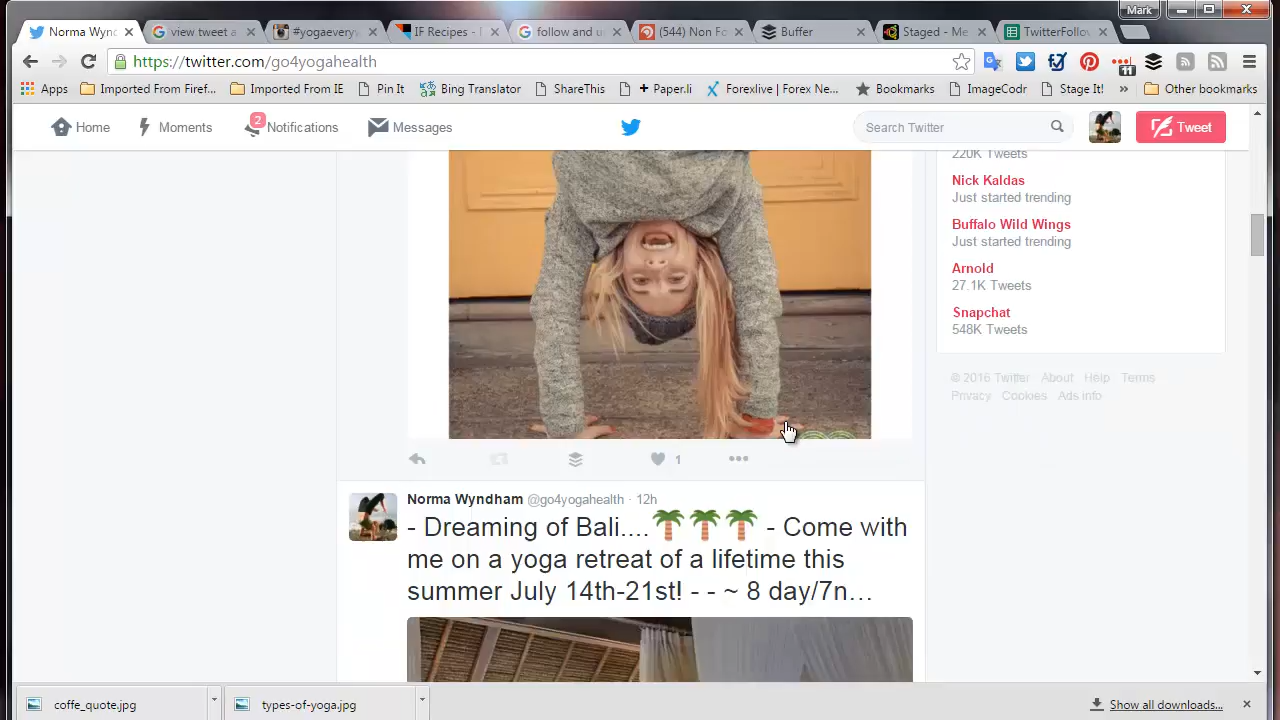 Mark
Norma Wynd
view tweet a
#yogaeveryw
IF Recipes -
follow and u
(544) Non Fo
Buffer
Staged - Me
TwitterFollo
https://twitter.com/go4yogahealth
11
Apps
Imported From Firef...
Imported From IE
Pin It
Bing Translator
ShareThis
+ Paper.li
Forexlive | Forex Ne...
Bookmarks
ImageCodr
Stage It!
»
Other bookmarks
Home
Moments
2
Notifications
Messages
Search Twitter
Tweet
220K Tweets
Nick Kaldas
Just started trending
Buffalo Wild Wings
Just started trending
Arnold
27.1K Tweets
Snapchat
548K Tweets
© 2016 Twitter About Help Terms
Privacy Cookies Ads info
1
Norma Wyndham @go4yogahealth · 12h
- Dreaming of Bali....🌴🌴🌴 - Come with
me on a yoga retreat of a lifetime this
summer July 14th-21st! - - ~ 8 day/7n…
coffe_quote.jpg
types-of-yoga.jpg
Show all downloads...